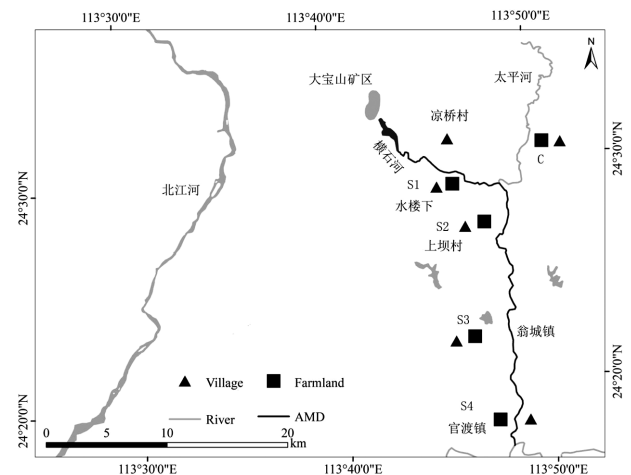 113°30'0"E
113°40'0"E
113°50'0"E
N
大宝山矿区
太平河
凉桥村
C
24°30'0"N
横石河
北江河
S1
24°30'0"N
水楼下
S2
上坝村
S3
翁城镇
24°20'0"N
Village
Farmland
S4
River
AMD
官渡镇
24°20'0"N
0
5
10
20
km
113°30'0"E
113°40'0"E
113°50'0"E